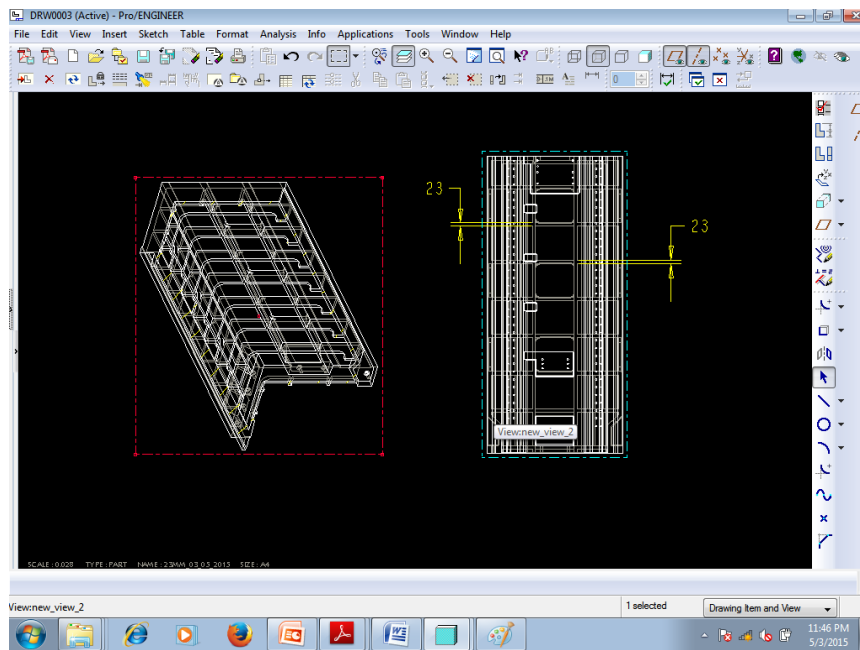 DRW0003 (Active) - Pro/ENGINEER
File Edit View Insert Sketch Table Format Analysis Info Applications Tools Window Help
0
23
23
View:new_view_2
SCALE : 0.028 TYPE : PART NAME : 23MM_03_05_2015 SIZE : A4
View:new_view_2
1 selected
Drawing Item and View
11:46 PM
5/3/2015